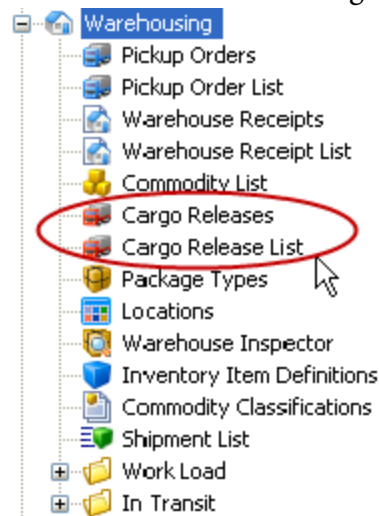 Warehousing
Pickup Orders
Pickup Order List
Warehouse Receipts
Warehouse Receipt List
Commodity List
Cargo Releases
Cargo Release List
Package Types
Locations
Warehouse Inspector
Inventory Item Definitions
Commodity Classifications
Shipment List
Work Load
In Transit